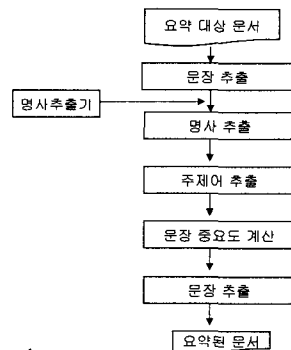 요약 대상 문서
문장 추출
명사추출기
명사 추출
주제어 추출
문장 중요도 계산
문장 추출
요약원 문서